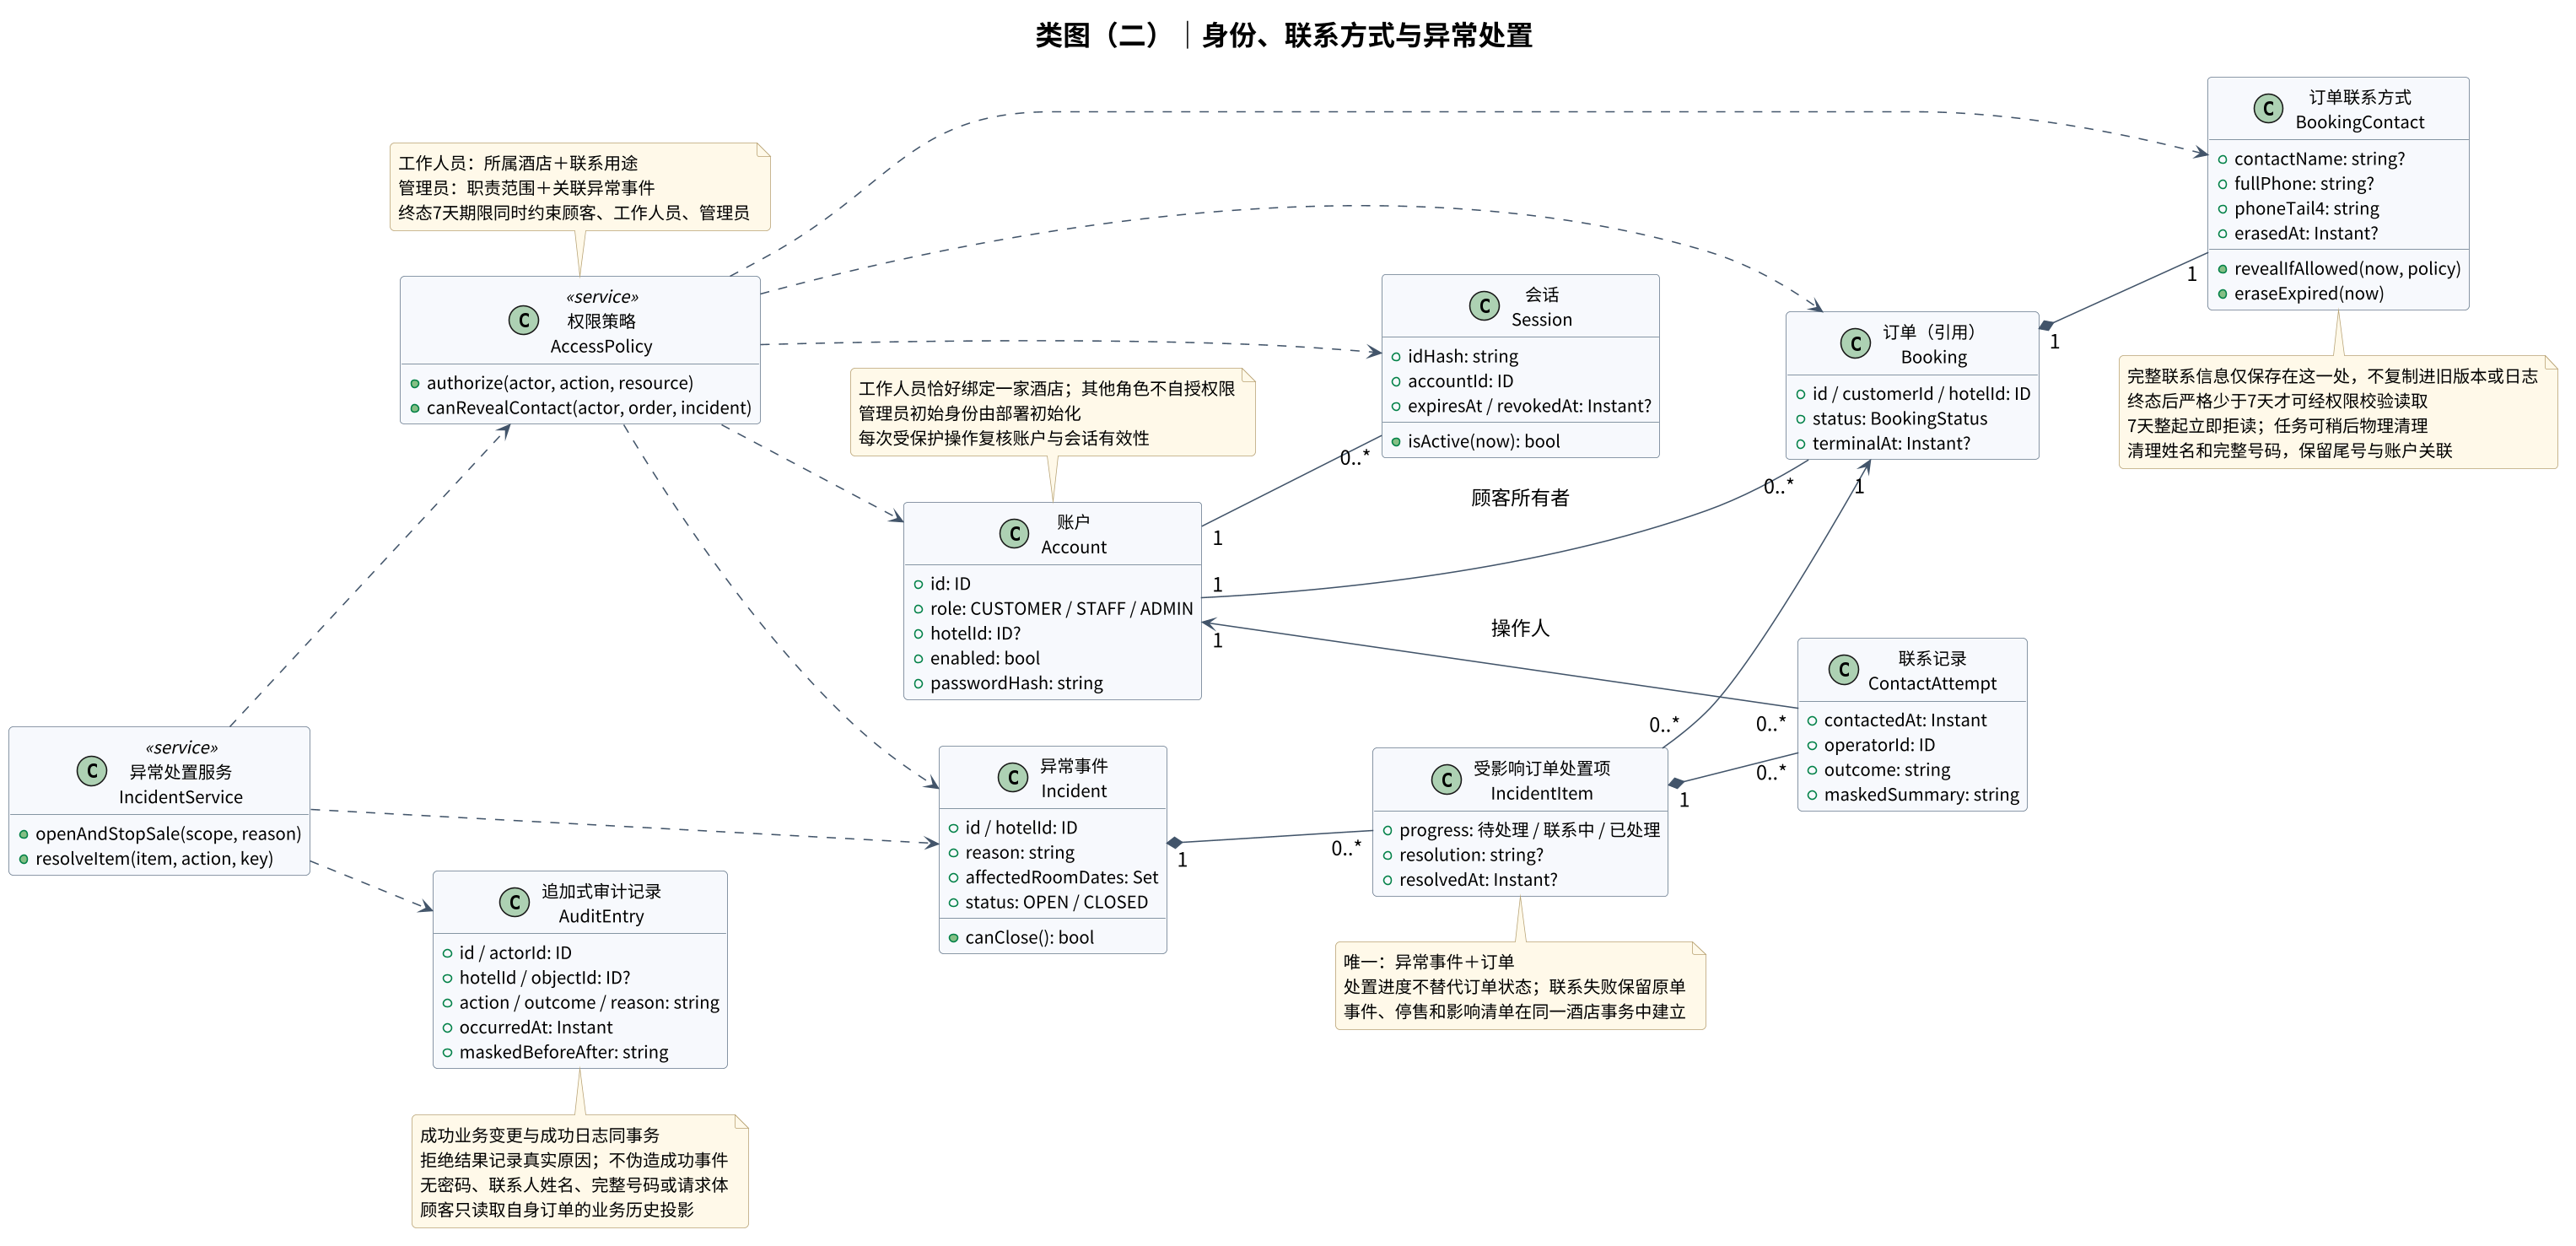 类图（二）｜身份、联系方式与异常处置
订单联系方式
BookingContact
contactName: string?
fullPhone: string?
phoneTail4: string
erasedAt: Instant?
revealIfAllowed(now, policy)
eraseExpired(now)
工作人员：所属酒店＋联系用途
管理员：职责范围＋关联异常事件
终态7天期限同时约束顾客、工作人员、管理员
«service»
权限策略
AccessPolicy
authorize(actor, action, resource)
canRevealContact(actor, order, incident)
会话
Session
idHash: string
accountId: ID
expiresAt / revokedAt: Instant?
isActive(now): bool
订单（引用）
Booking
id / customerId / hotelId: ID
status: BookingStatus
terminalAt: Instant?
1
1
完整联系信息仅保存在这一处，不复制进旧版本或日志
终态后严格少于7天才可经权限校验读取
7天整起立即拒读；任务可稍后物理清理
清理姓名和完整号码，保留尾号与账户关联
工作人员恰好绑定一家酒店；其他角色不自授权限
管理员初始身份由部署初始化
每次受保护操作复核账户与会话有效性
0..*
顾客所有者
0..*
1
账户
Account
id: ID
role: CUSTOMER / STAFF / ADMIN
hotelId: ID?
enabled: bool
passwordHash: string
1
1
1
操作人
联系记录
ContactAttempt
contactedAt: Instant
operatorId: ID
outcome: string
maskedSummary: string
0..*
0..*
0..*
1
«service»
异常处置服务
IncidentService
openAndStopSale(scope, reason)
resolveItem(item, action, key)
异常事件
Incident
id / hotelId: ID
reason: string
affectedRoomDates: Set
status: OPEN / CLOSED
canClose(): bool
1
0..*
受影响订单处置项
IncidentItem
progress: 待处理 / 联系中 / 已处理
resolution: string?
resolvedAt: Instant?
追加式审计记录
AuditEntry
id / actorId: ID
hotelId / objectId: ID?
action / outcome / reason: string
occurredAt: Instant
maskedBeforeAfter: string
唯一：异常事件＋订单
处置进度不替代订单状态；联系失败保留原单
事件、停售和影响清单在同一酒店事务中建立
成功业务变更与成功日志同事务
拒绝结果记录真实原因；不伪造成功事件
无密码、联系人姓名、完整号码或请求体
顾客只读取自身订单的业务历史投影